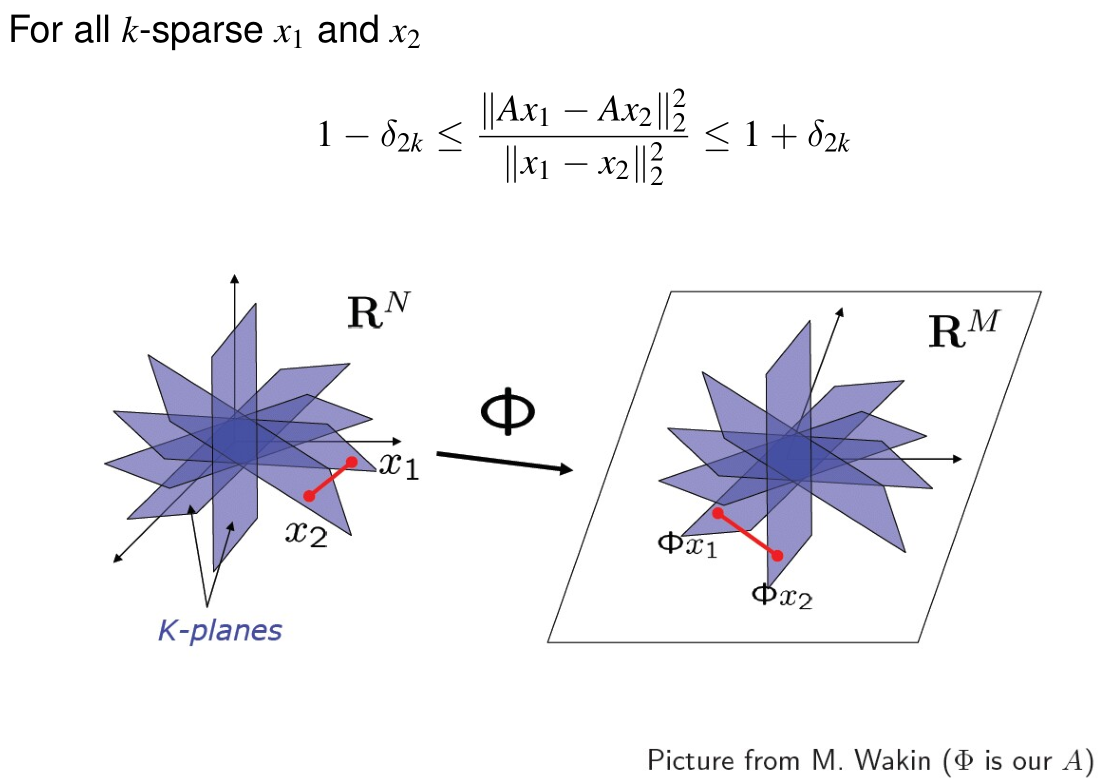 For all k-sparse x₁ and x₂
1 − δ₂ₖ ≤ ‖Ax₁ − Ax₂‖₂² / ‖x₁ − x₂‖₂² ≤ 1 + δ₂ₖ
R^N
Φ
R^M
x₁
x₂
Φx₁
Φx₂
K-planes
Picture from M. Wakin (Φ is our A)